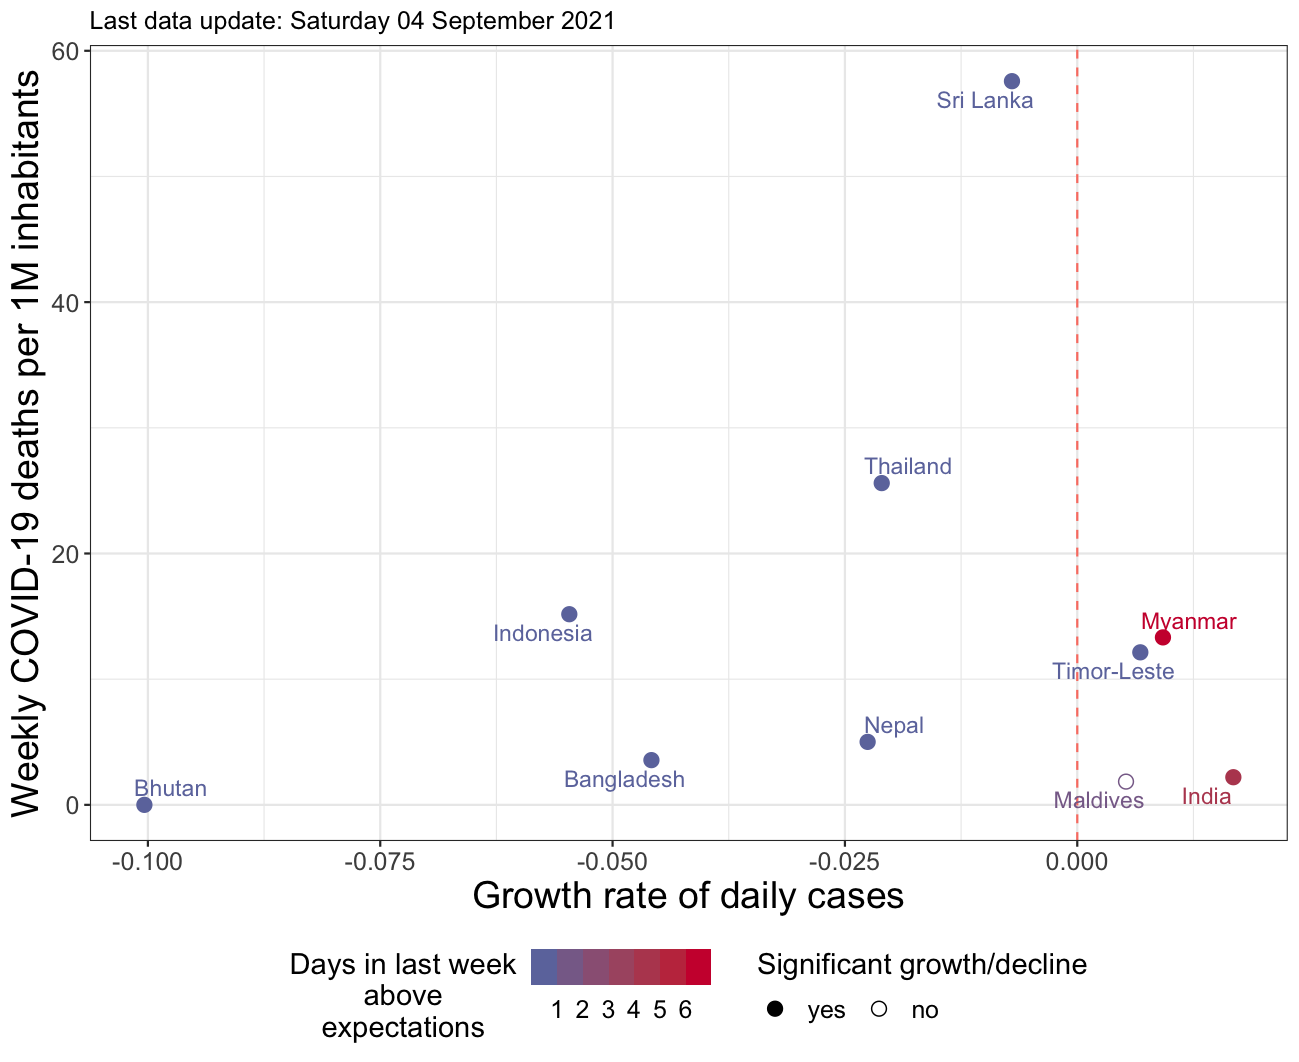 Last data update: Saturday 04 September 2021
Weekly COVID-19 deaths per 1M inhabitants
60
40
20
0
Sri Lanka
Thailand
Indonesia
Myanmar
Timor-Leste
Nepal
Bangladesh
Bhutan
Maldives
India
-0.100 -0.075 -0.050 -0.025 0.000
Growth rate of daily cases
Days in last week
above
expectations
1 2 3 4 5 6
Significant growth/decline
yes no